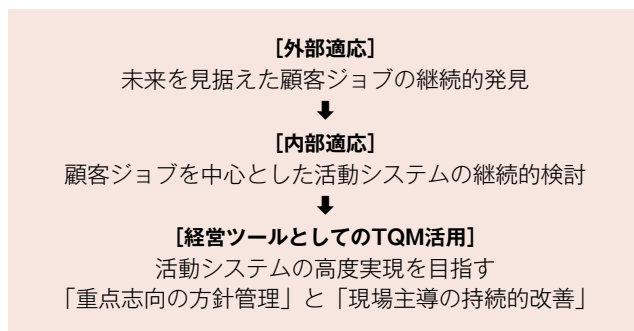 [外部適応]
未来を見据えた顧客ジョブの継続的発見
⬇
[内部適応]
顧客ジョブを中心とした活動システムの継続的検討
⬇
[経営ツールとしてのTQM活用]
活動システムの高度実現を目指す
「重点志向の方針管理」と「現場主導の持続的改善」